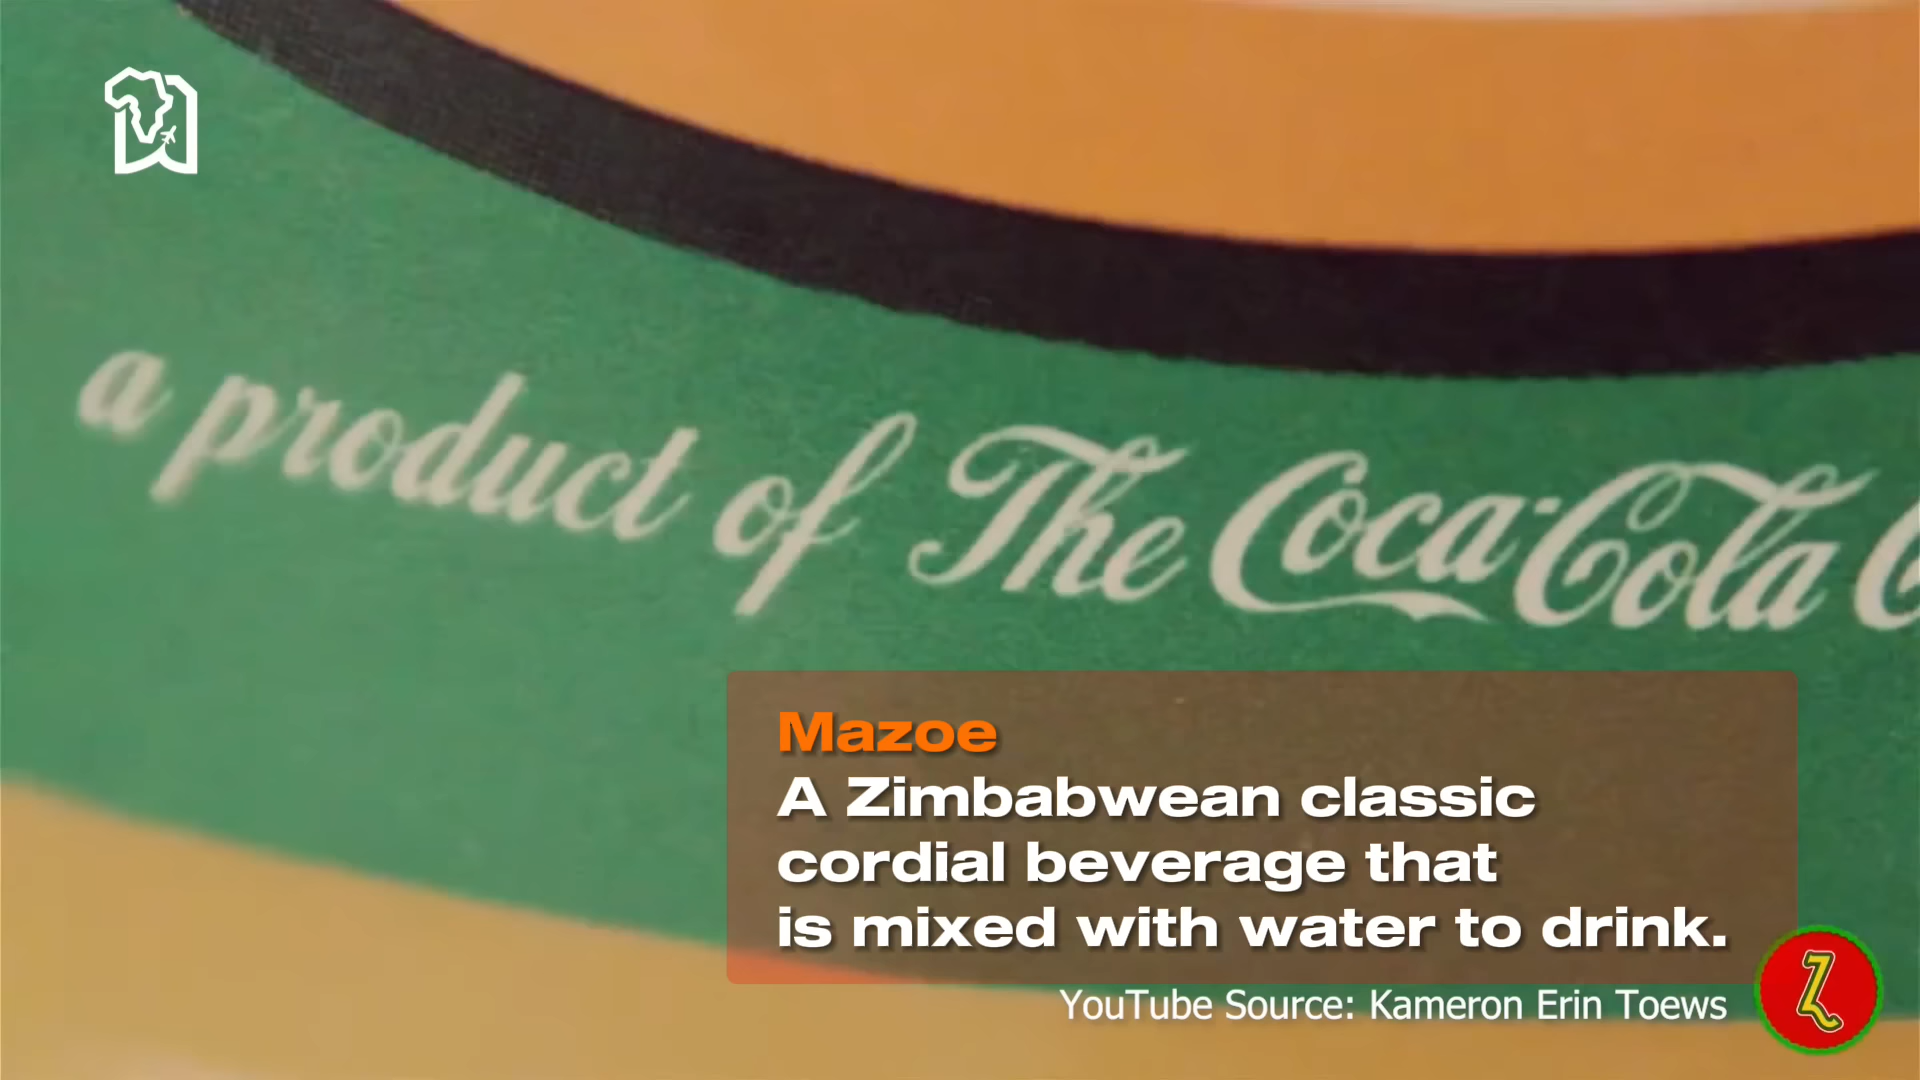 a product of The Coca-Cola C
Mazoe
A Zimbabwean classic
cordial beverage that
is mixed with water to drink.
YouTube Source: Kameron Erin Toews
Z